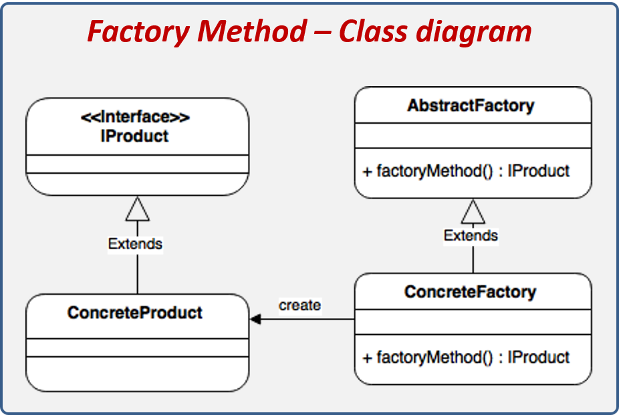 Factory Method – Class diagram
<<Interface>>
IProduct
AbstractFactory
+ factoryMethod() : IProduct
Extends
Extends
ConcreteProduct
create
ConcreteFactory
+ factoryMethod() : IProduct